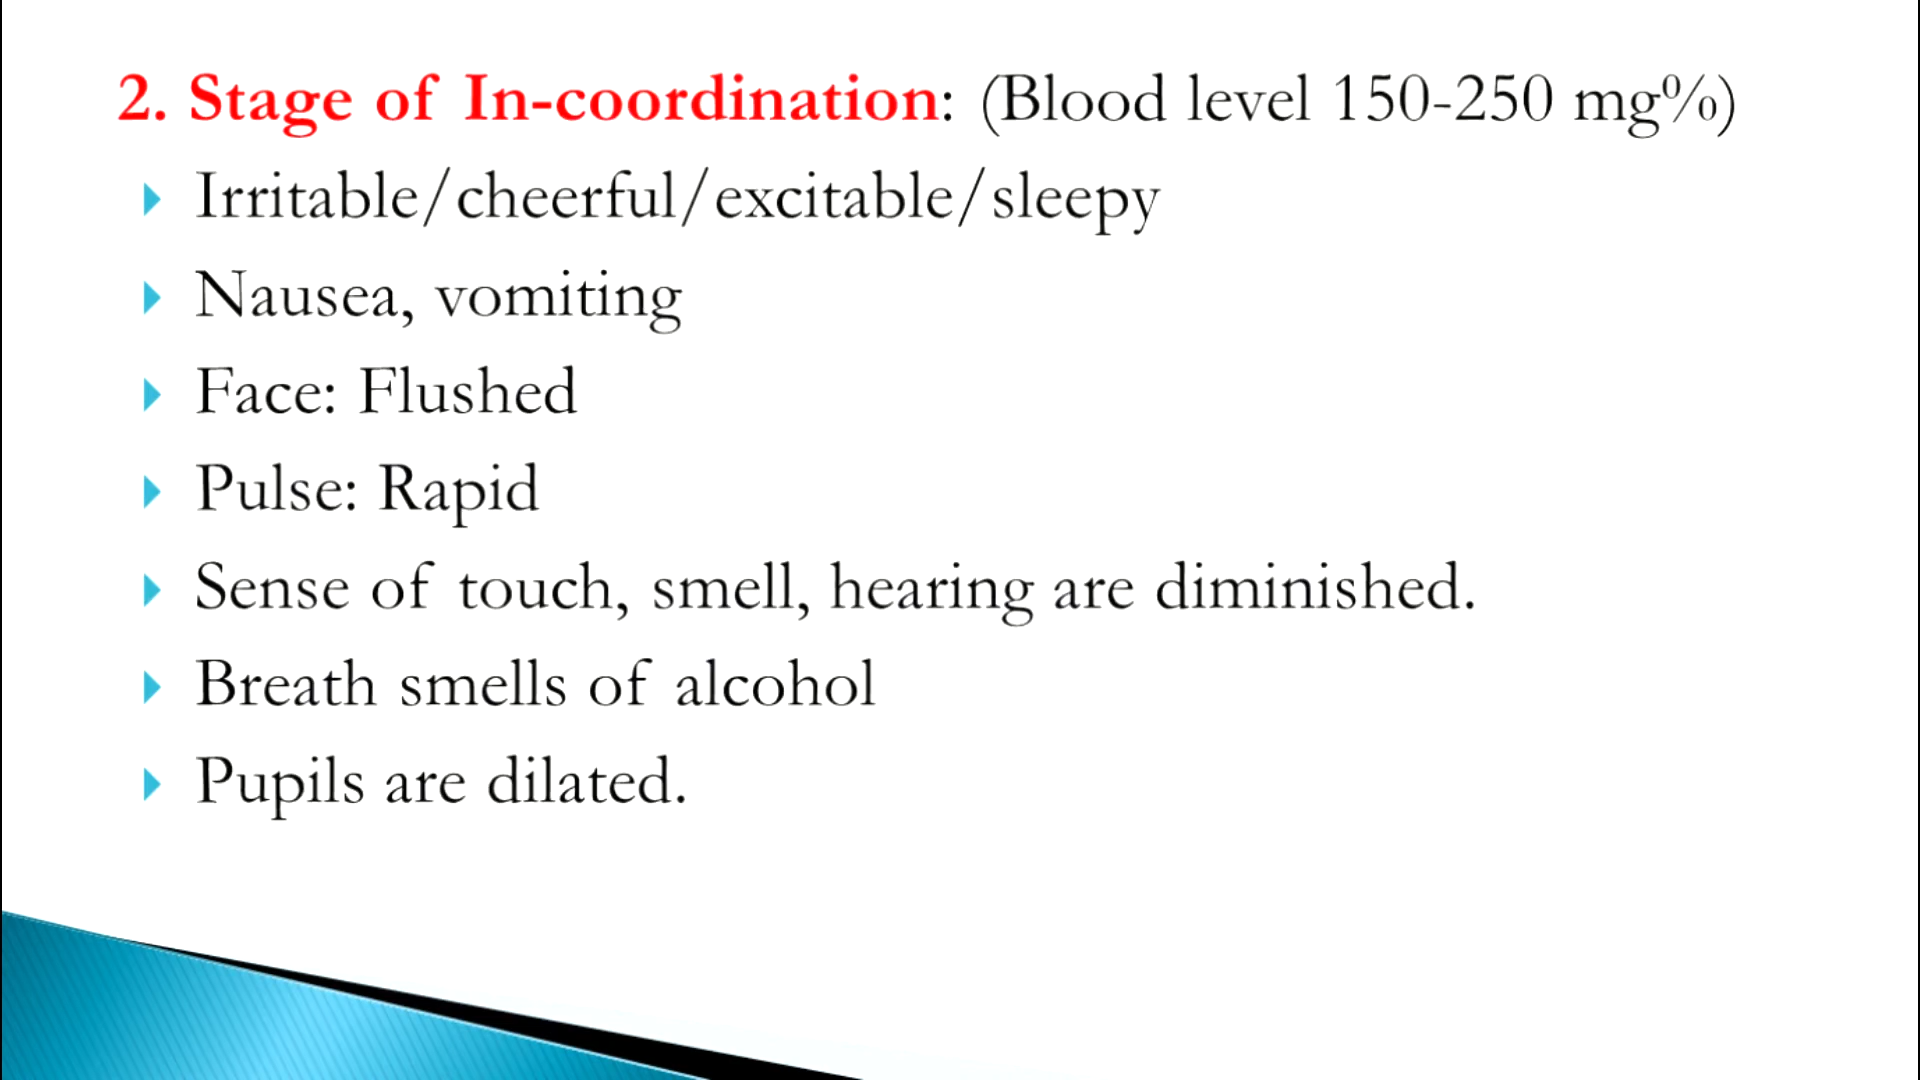 2. Stage of In-coordination: (Blood level 150-250 mg%)
Irritable/cheerful/excitable/sleepy
Nausea, vomiting
Face: Flushed
Pulse: Rapid
Sense of touch, smell, hearing are diminished.
Breath smells of alcohol
Pupils are dilated.